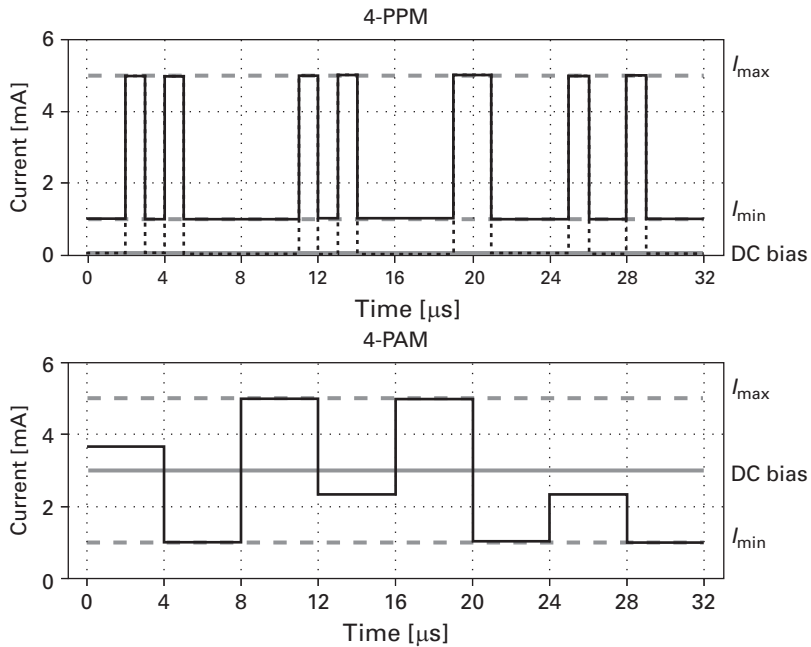 4-PPM
6
I_max
4
Current [mA]
2
I_min
0
DC bias
0 4 8 12 16 20 24 28 32
Time [μs]
4-PAM
6
I_max
4
DC bias
Current [mA]
2
I_min
0
0 4 8 12 16 20 24 28 32
Time [μs]